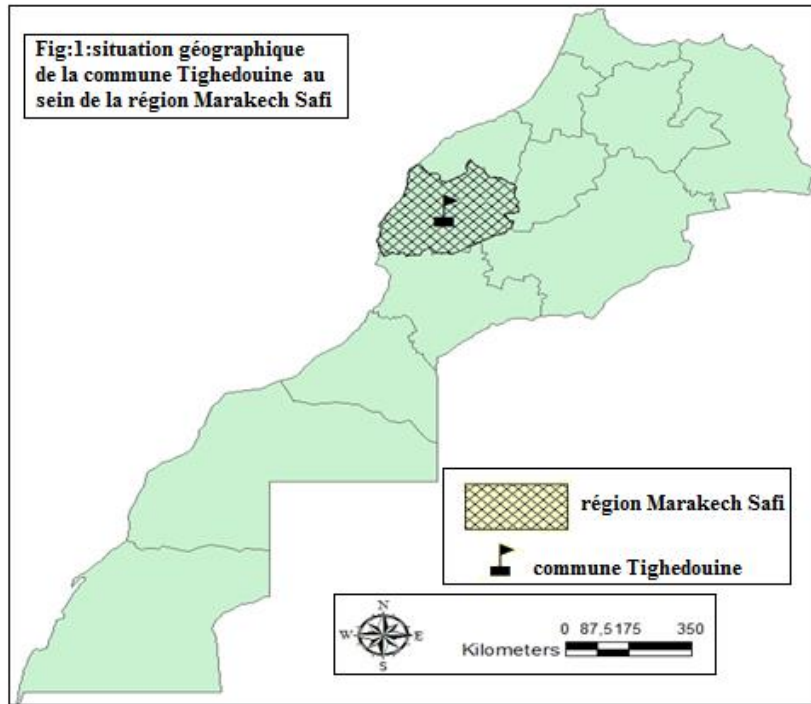 Fig:1:situation géographique
de la commune Tighedouine au
sein de la région Marakech Safi
région Marakech Safi
commune Tighedouine
N
W E
S
Kilometers
0 87,5 175 350